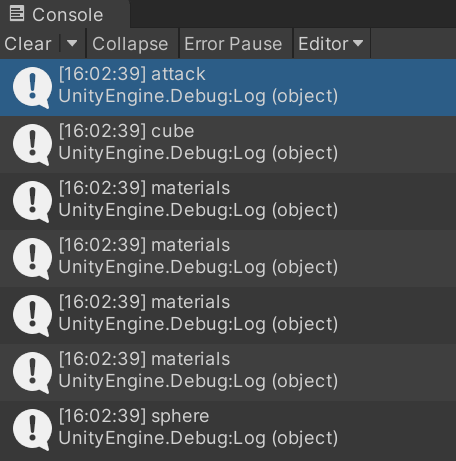 Console
Clear Collapse Error Pause Editor
[16:02:39] attack
UnityEngine.Debug:Log (object)
[16:02:39] cube
UnityEngine.Debug:Log (object)
[16:02:39] materials
UnityEngine.Debug:Log (object)
[16:02:39] materials
UnityEngine.Debug:Log (object)
[16:02:39] materials
UnityEngine.Debug:Log (object)
[16:02:39] materials
UnityEngine.Debug:Log (object)
[16:02:39] sphere
UnityEngine.Debug:Log (object)